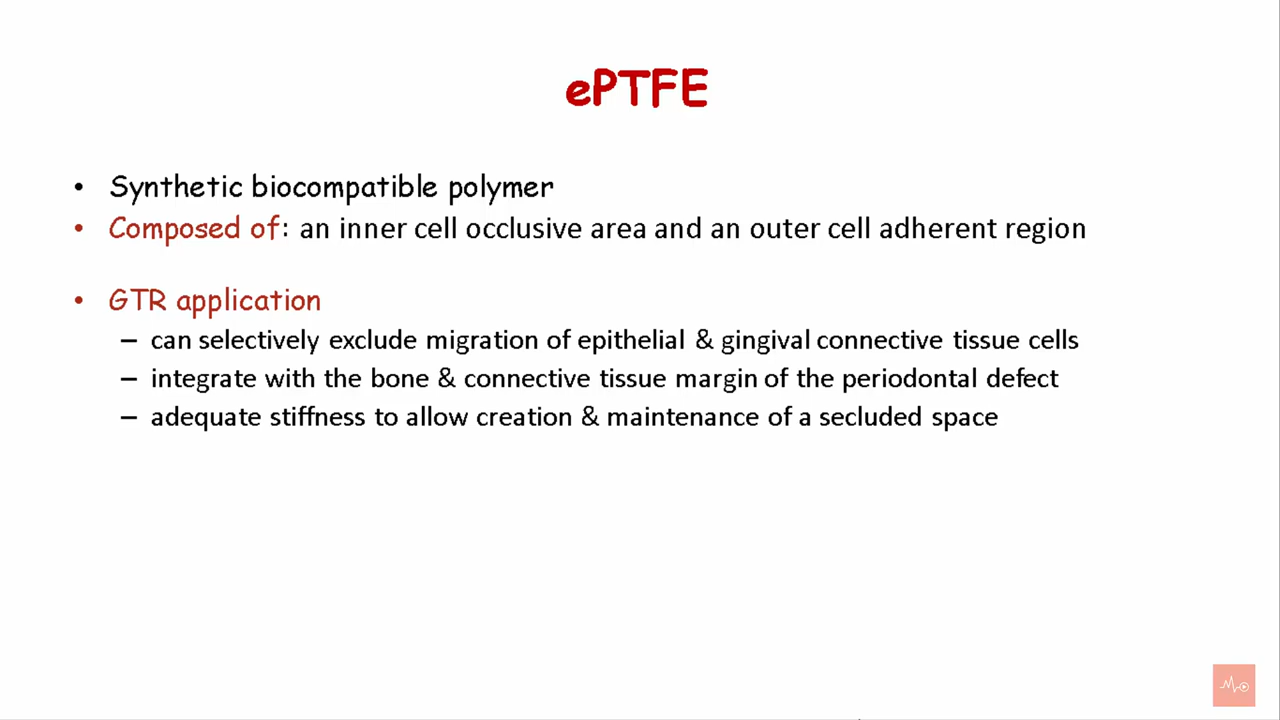 ePTFE
• Synthetic biocompatible polymer
• Composed of: an inner cell occlusive area and an outer cell adherent region
• GTR application
– can selectively exclude migration of epithelial & gingival connective tissue cells
– integrate with the bone & connective tissue margin of the periodontal defect
– adequate stiffness to allow creation & maintenance of a secluded space